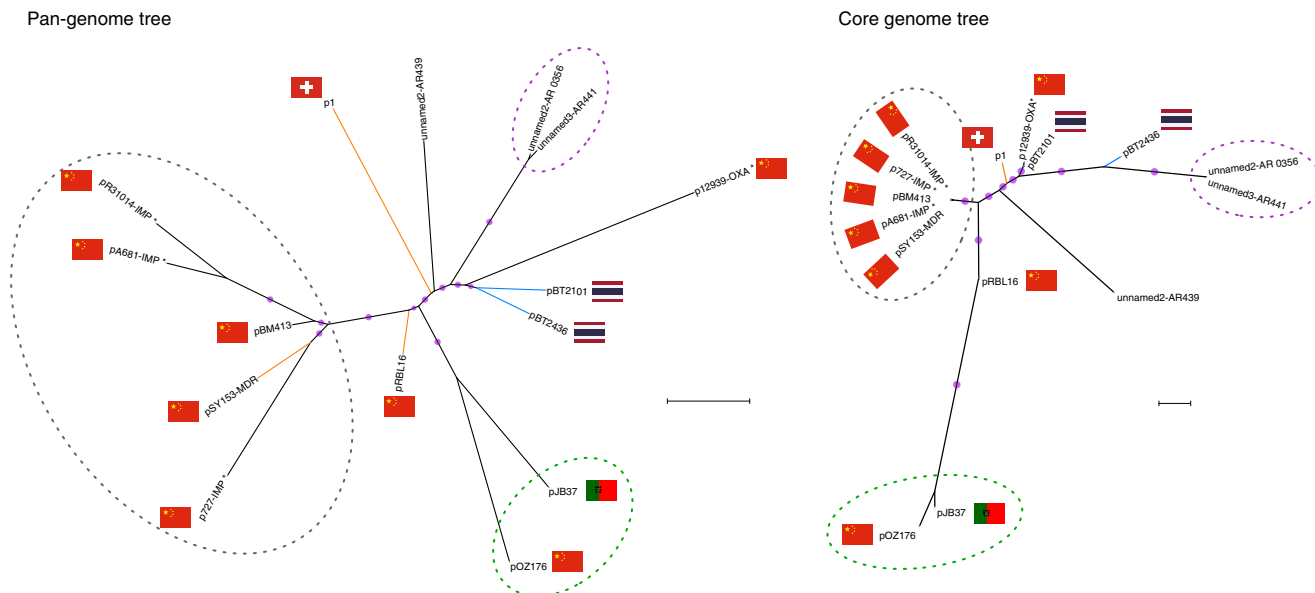 Pan-genome tree
p1
unnamed2-AR439
unnamed2-AR 0356
unnamed3-AR441
p12939-OXA*
pR31014-IMP*
pA681-IMP*
pBM413
pSY153-MDR
p727-IMP*
pRBL16
pBT2101
pBT2436
pJB37
pOZ176
Core genome tree
pR31014-IMP*
p727-IMP*
pBM413
pA681-IMP*
pSY153-MDR
p1
p12939-OXA*
pBT2101
pBT2436
unnamed2-AR 0356
unnamed3-AR441
pRBL16
unnamed2-AR439
pJB37
pOZ176